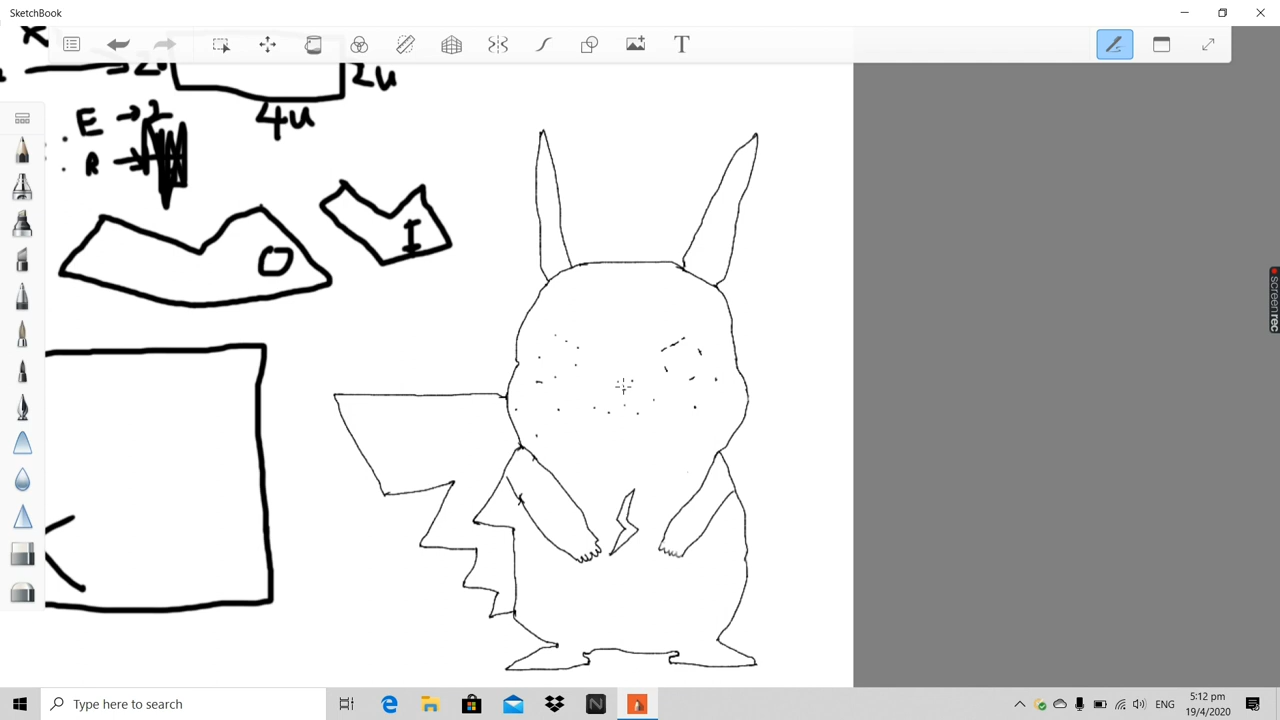 SketchBook
T
2u
4u
E → 2
R →
O
I
Type here to search
ENG
5:12 pm
19/4/2020
screenrec